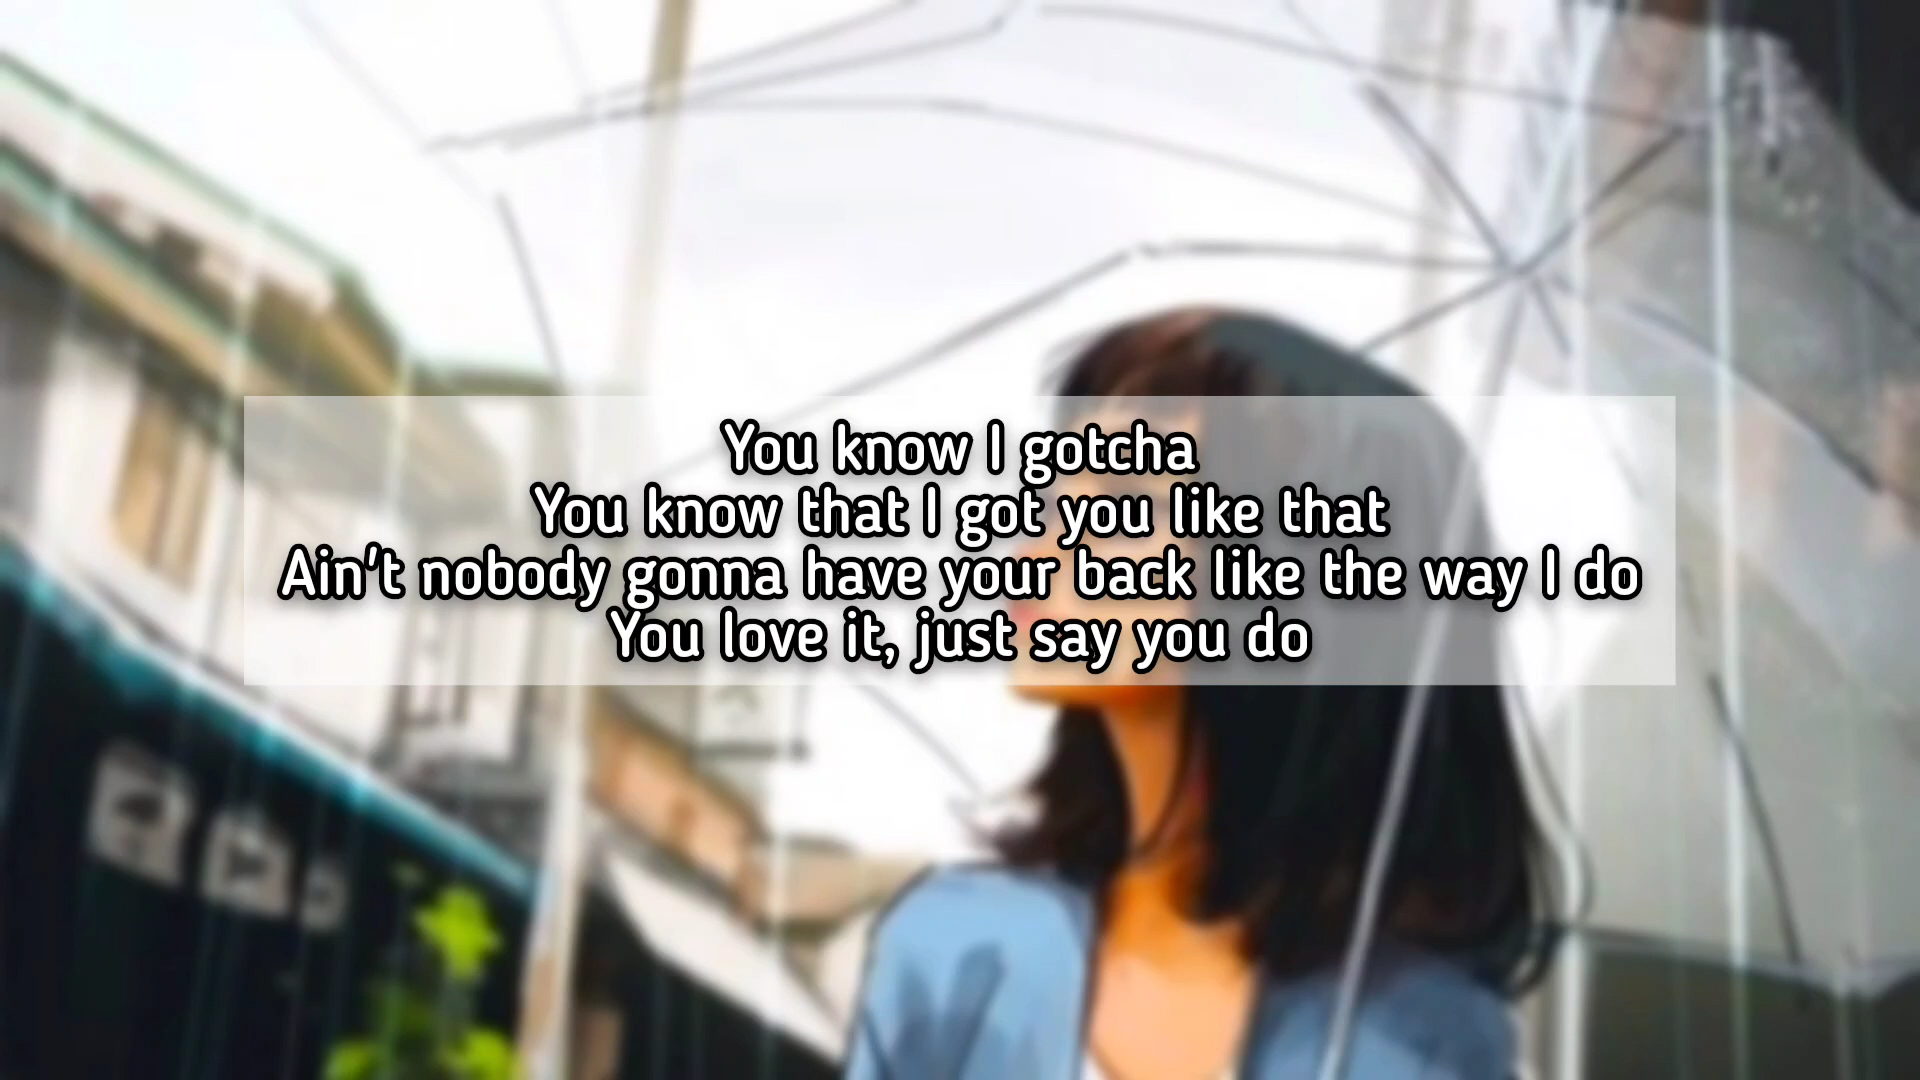 You know I gotcha
You know that I got you like that
Ain't nobody gonna have your back like the way I do
You love it, just say you do